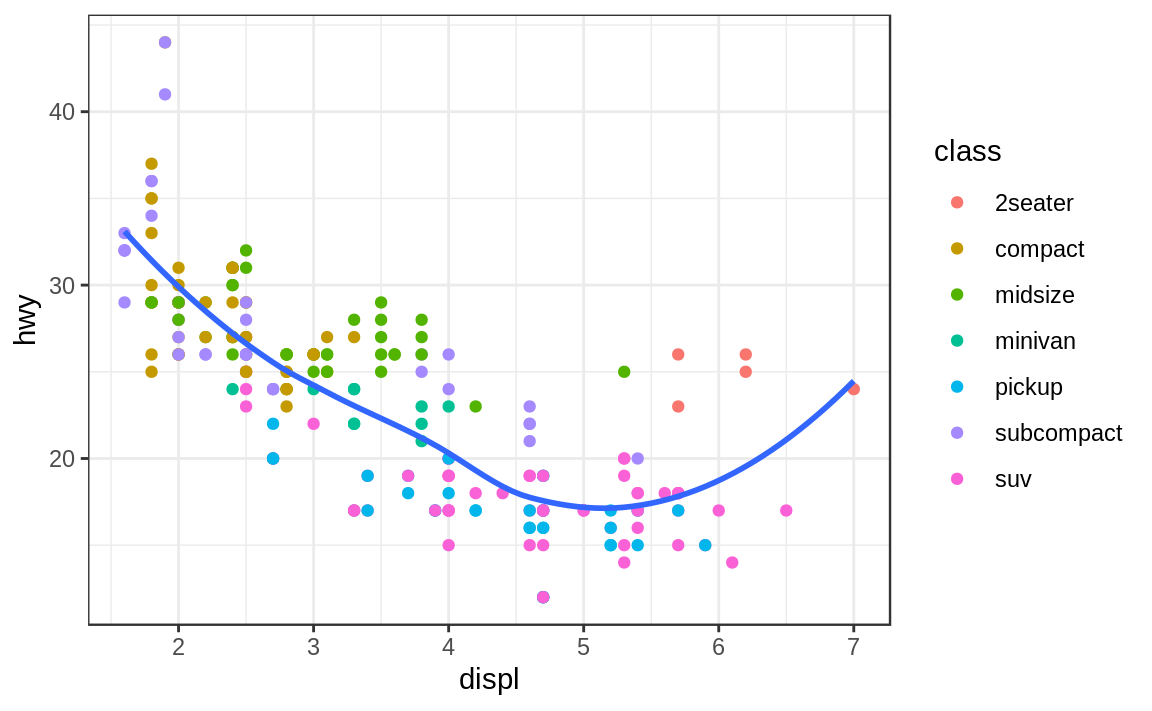 hwy
40
30
20
2 3 4 5 6 7
displ
class
2seater
compact
midsize
minivan
pickup
subcompact
suv